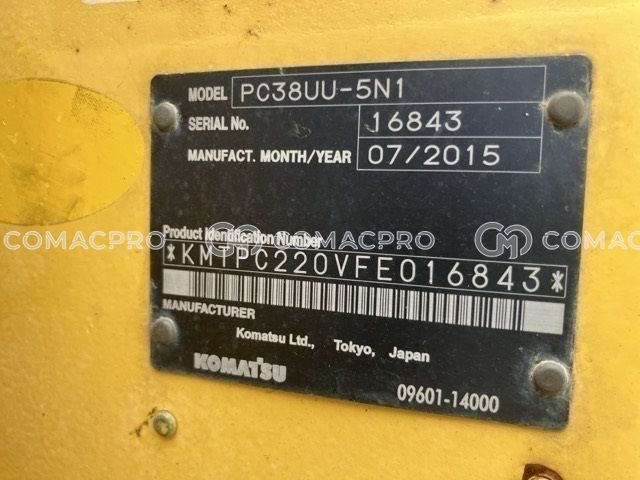 MODEL PC38UU-5N1
SERIAL No. 16843
MANUFACT. MONTH/YEAR 07/2015
COMACPRO COMACPRO
Product Identification Number
*KMTPC220VFE016843*
MANUFACTURER
Komatsu Ltd., Tokyo, Japan
KOMATSU
09601-14000